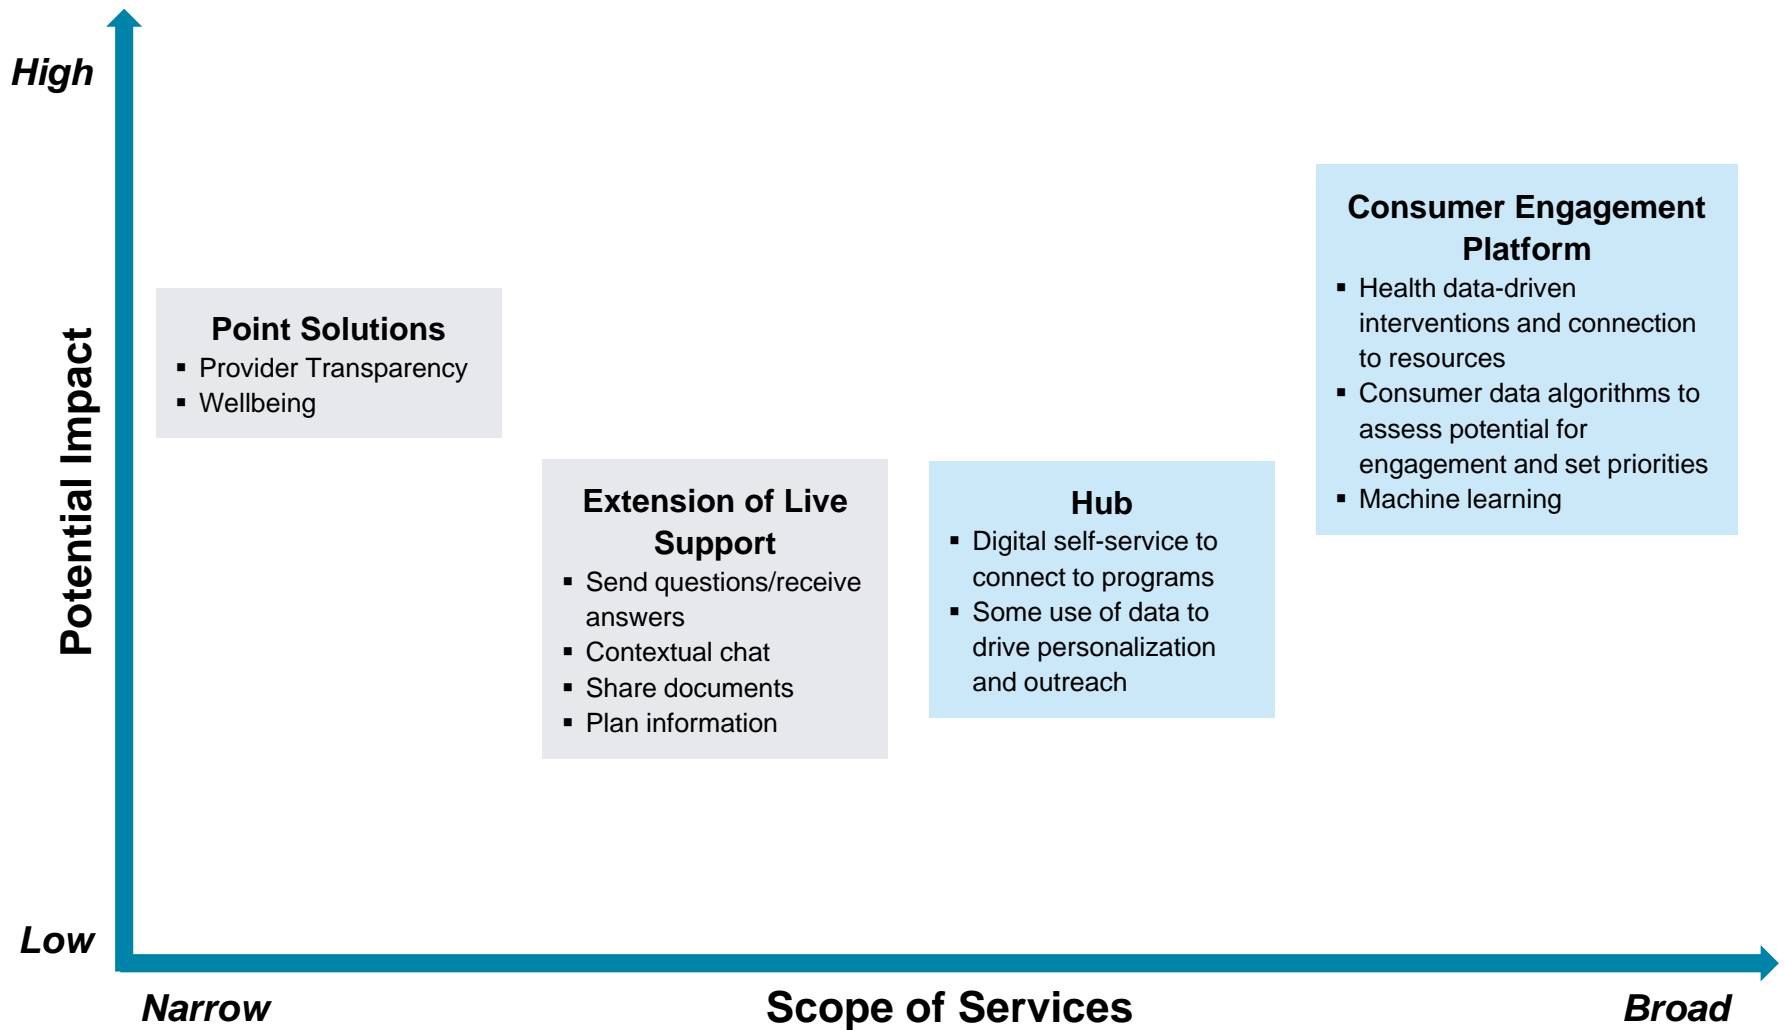 High
Potential Impact
Low
Point Solutions
▪ Provider Transparency
▪ Wellbeing
Extension of Live
Support
▪ Send questions/receive
answers
▪ Contextual chat
▪ Share documents
▪ Plan information
Hub
▪ Digital self-service to
connect to programs
▪ Some use of data to
drive personalization
and outreach
Consumer Engagement
Platform
▪ Health data-driven
interventions and connection
to resources
▪ Consumer data algorithms to
assess potential for
engagement and set priorities
▪ Machine learning
Narrow
Scope of Services
Broad